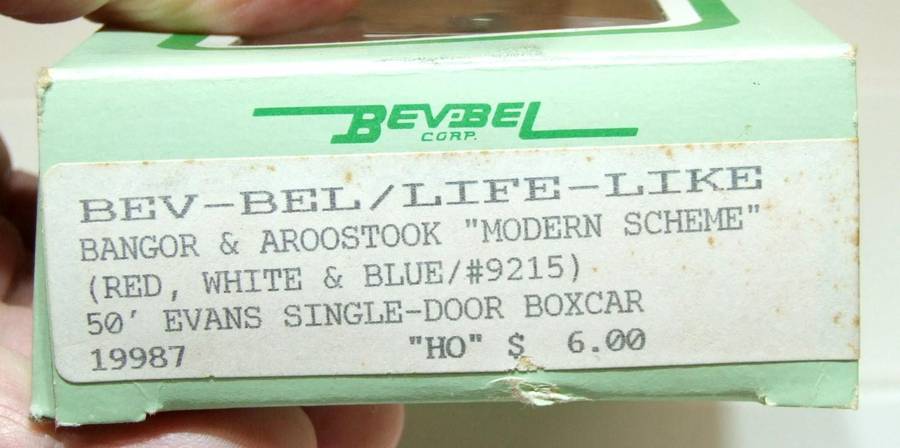 BEV-BEL
CORP.
BEV-BEL/LIFE-LIKE
BANGOR & AROOSTOOK "MODERN SCHEME"
(RED, WHITE & BLUE/#9215)
50' EVANS SINGLE-DOOR BOXCAR
19987 "HO" $ 6.00